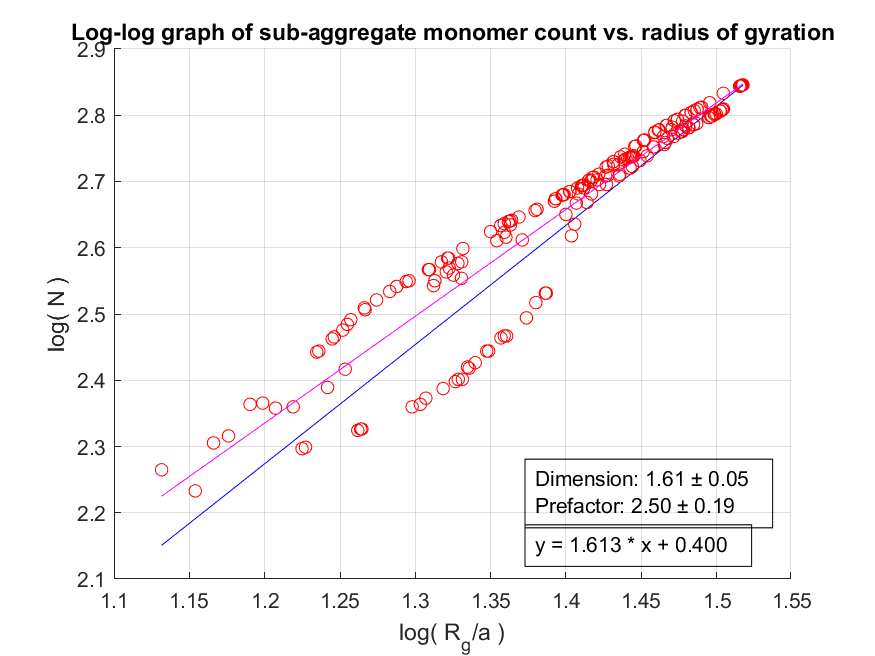 Log-log graph of sub-aggregate monomer count vs. radius of gyration
2.9
2.8
2.7
2.6
2.5
2.4
2.3
2.2
2.1
log( N )
Dimension: 1.61 ± 0.05
Prefactor: 2.50 ± 0.19
y = 1.613 * x + 0.400
1.1 1.15 1.2 1.25 1.3 1.35 1.4 1.45 1.5 1.55
log( Rg/a )